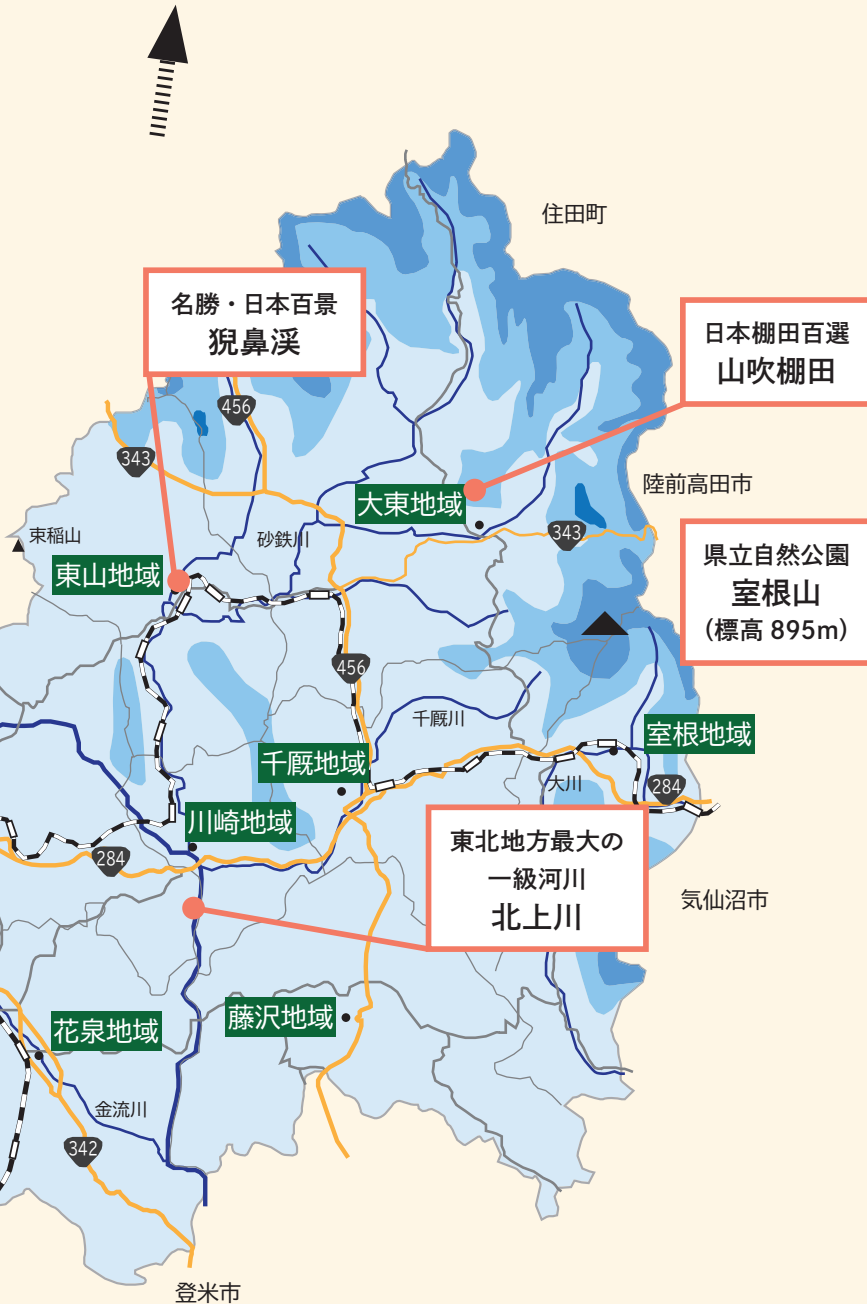 住田町
名勝・日本百景
猊鼻渓
日本棚田百選
山吹棚田
456
343
陸前高田市
大東地域
343
東稲山
砂鉄川
東山地域
県立自然公園
室根山
(標高 895m)
456
千厩川
室根地域
千厩地域
大川
284
川崎地域
284
東北地方最大の
一級河川
北上川
気仙沼市
藤沢地域
花泉地域
金流川
342
登米市